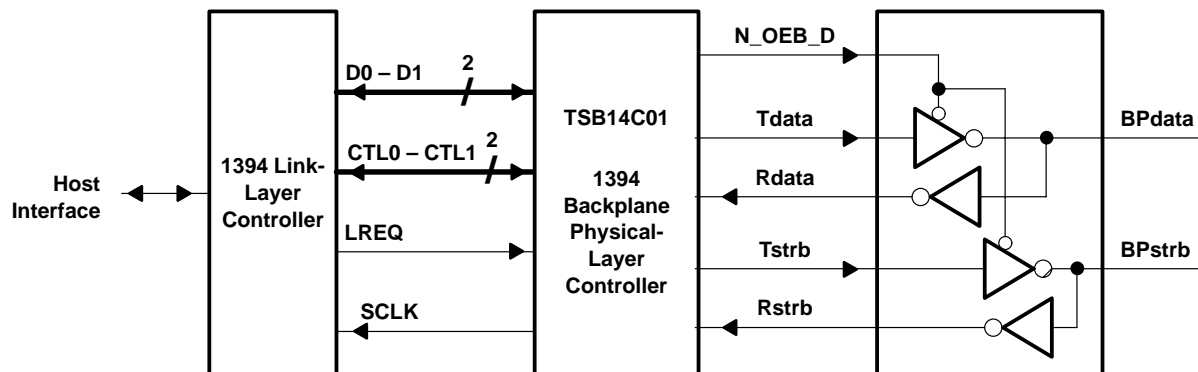 N_OEB_D
D0 – D1
2
TSB14C01
Tdata
BPdata
CTL0 – CTL1
2
1394 Link-
Layer
Controller
Host
Interface
1394
Backplane
Physical-
Layer
Controller
Rdata
LREQ
Tstrb
BPstrb
SCLK
Rstrb